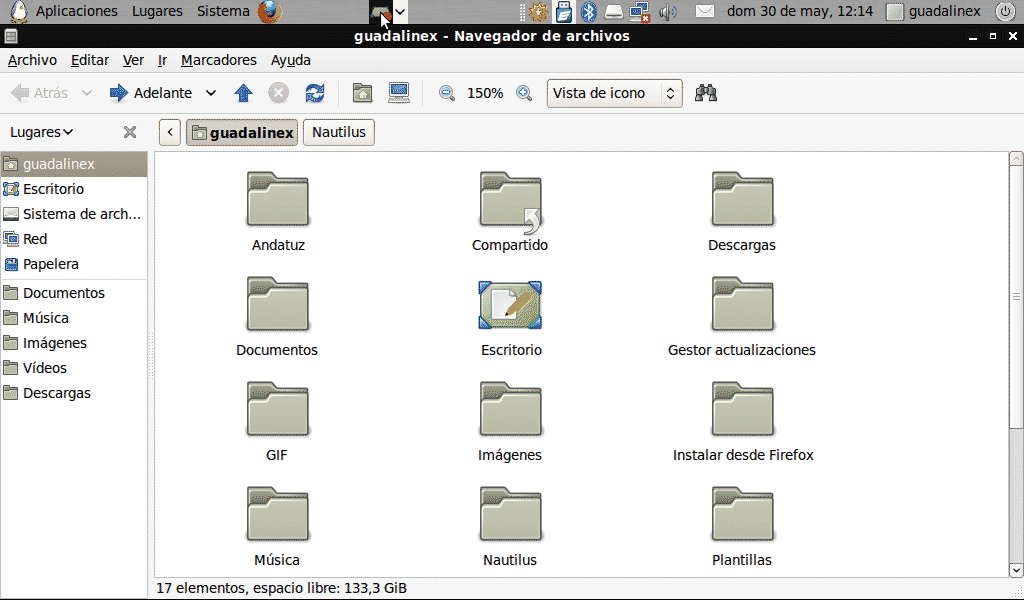 Aplicaciones Lugares Sistema dom 30 de may, 12:14 guadalinex
guadalinex - Navegador de archivos
Archivo Editar Ver Ir Marcadores Ayuda
Atrás Adelante 150% Vista de icono
Lugares guadalinex Nautilus
guadalinex
Escritorio
Sistema de arch...
Red
Papelera
Documentos
Música
Imágenes
Vídeos
Descargas
Andatuz Compartido Descargas
Documentos Escritorio Gestor actualizaciones
GIF Imágenes Instalar desde Firefox
Música Nautilus Plantillas
17 elementos, espacio libre: 133,3 GiB